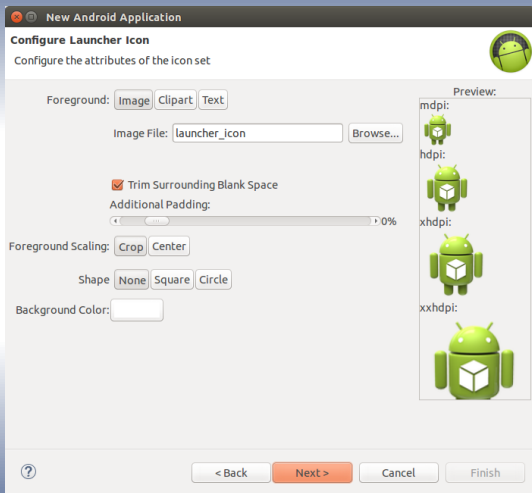 New Android Application
Configure Launcher Icon
Configure the attributes of the icon set
Foreground: Image Clipart Text
Image File: launcher_icon Browse...
Trim Surrounding Blank Space
Additional Padding:
0%
Foreground Scaling: Crop Center
Shape None Square Circle
Background Color:
Preview:
mdpi:
hdpi:
xhdpi:
xxhdpi:
? < Back Next > Cancel Finish